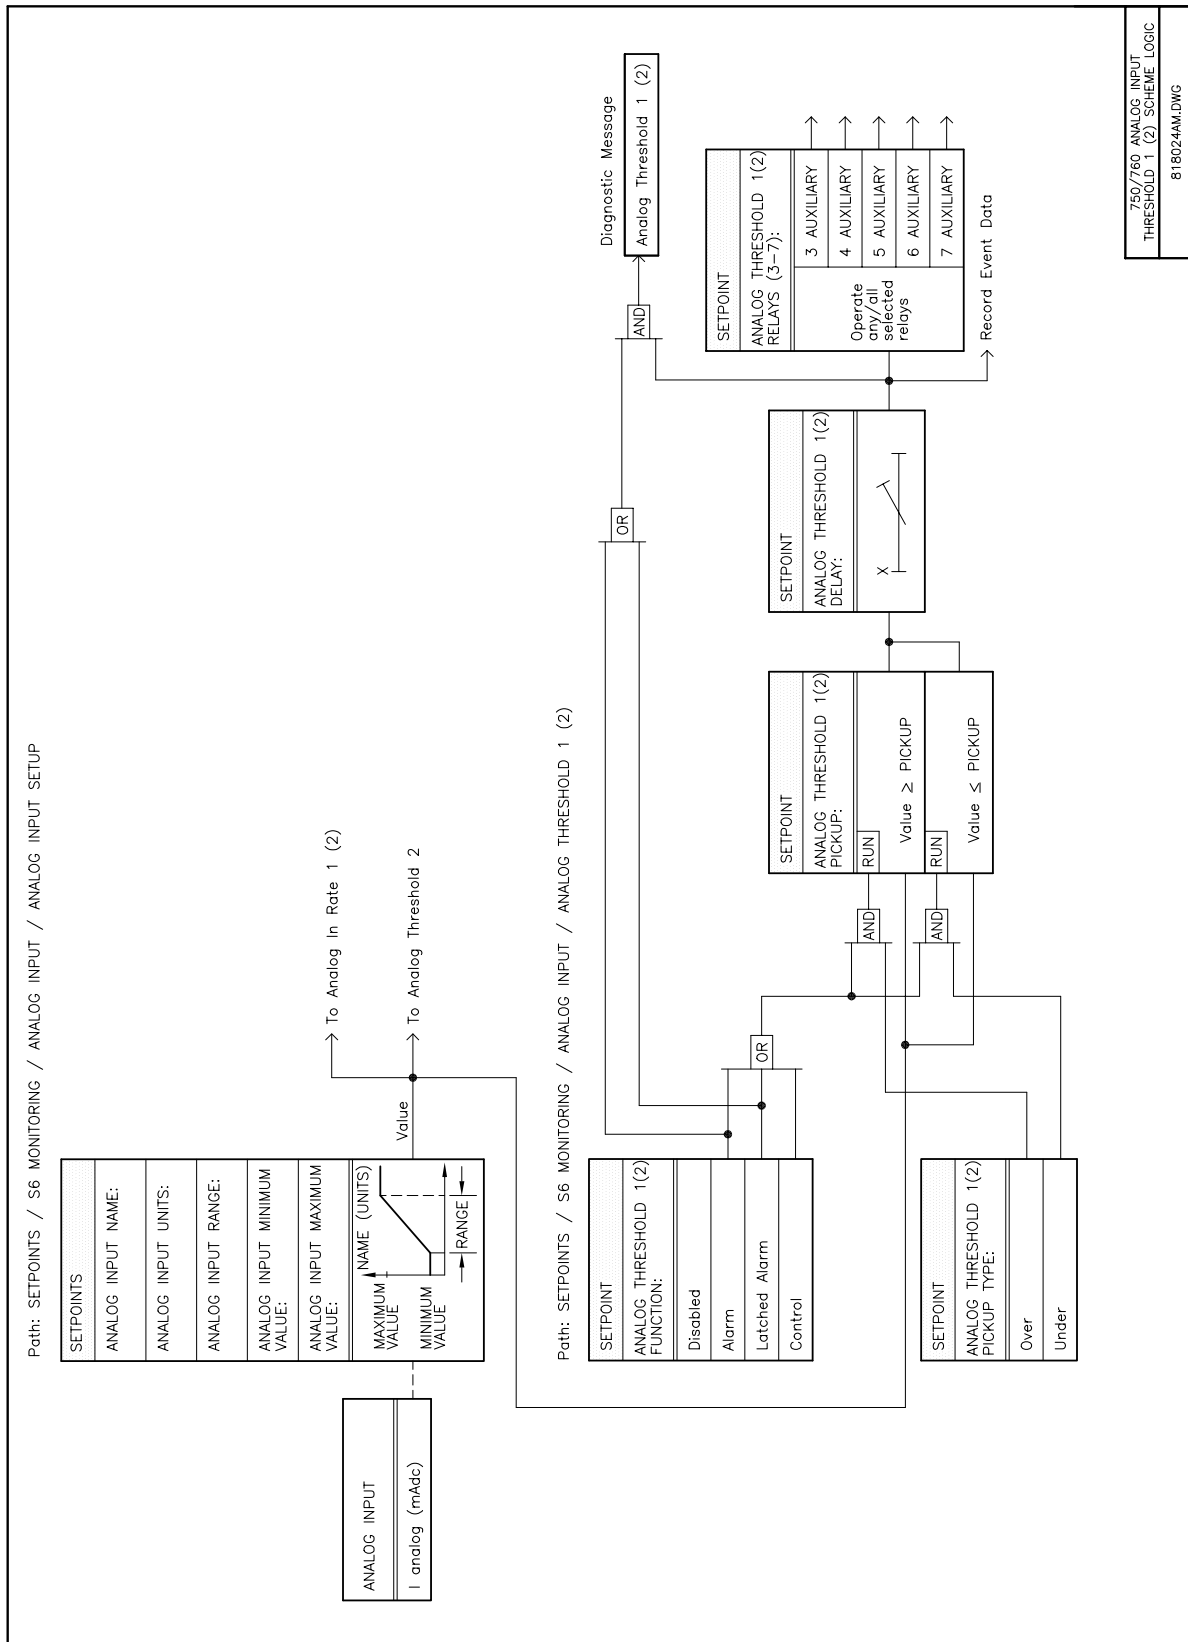 Path: SETPOINTS / S6 MONITORING / ANALOG INPUT / ANALOG INPUT SETUP
ANALOG INPUT
I analog (mAdc)
SETPOINTS
ANALOG INPUT NAME:
ANALOG INPUT UNITS:
ANALOG INPUT RANGE:
ANALOG INPUT MINIMUM
VALUE:
ANALOG INPUT MAXIMUM
VALUE:
NAME (UNITS)
MAXIMUM
VALUE
MINIMUM
VALUE
RANGE
Value
To Analog In Rate 1 (2)
To Analog Threshold 2
Path: SETPOINTS / S6 MONITORING / ANALOG INPUT / ANALOG THRESHOLD 1 (2)
SETPOINT
ANALOG THRESHOLD 1(2)
FUNCTION:
Disabled
Alarm
Latched Alarm
Control
OR
SETPOINT
ANALOG THRESHOLD 1(2)
PICKUP TYPE:
Over
Under
AND
AND
SETPOINT
ANALOG THRESHOLD 1(2)
PICKUP:
RUN
Value ≥ PICKUP
RUN
Value ≤ PICKUP
SETPOINT
ANALOG THRESHOLD 1(2)
DELAY:
X
OR
AND
Diagnostic Message
Analog Threshold 1 (2)
SETPOINT
ANALOG THRESHOLD 1(2)
RELAYS (3-7):
Operate
any/all
selected
relays
3 AUXILIARY
4 AUXILIARY
5 AUXILIARY
6 AUXILIARY
7 AUXILIARY
Record Event Data
750/760 ANALOG INPUT
THRESHOLD 1 (2) SCHEME LOGIC
818024AM.DWG